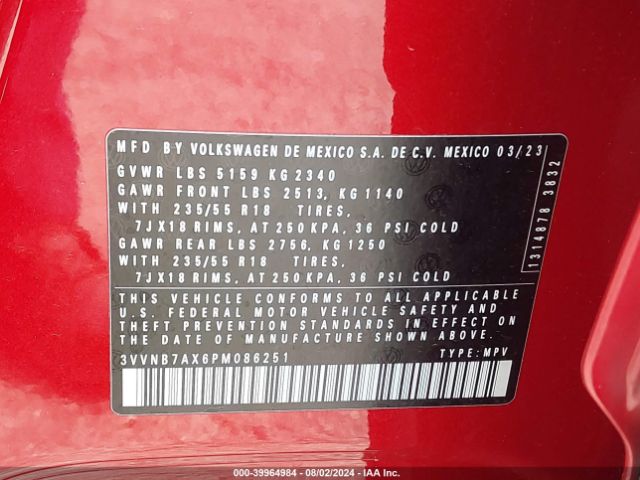 MFD BY VOLKSWAGEN DE MEXICO S.A. DE C.V. MEXICO 03/23
GVWR LBS 5159 KG 2340
GAWR FRONT LBS 2513, KG 1140
WITH 235/55 R18 TIRES,
7JX18 RIMS, AT 250 KPA, 36 PSI COLD
GAWR REAR LBS 2756, KG 1250
WITH 235/55 R18 TIRES,
7JX18 RIMS, AT 250 KPA, 36 PSI COLD
THIS VEHICLE CONFORMS TO ALL APPLICABLE
U.S. FEDERAL MOTOR VEHICLE SAFETY AND
THEFT PREVENTION STANDARDS IN EFFECT ON
THE DATE OF MANUFACTURE SHOWN ABOVE
3VVNB7AX6PM086251 TYPE: MPV
1314878 3832
000-39964984 - 08/02/2024 - IAAI.COM